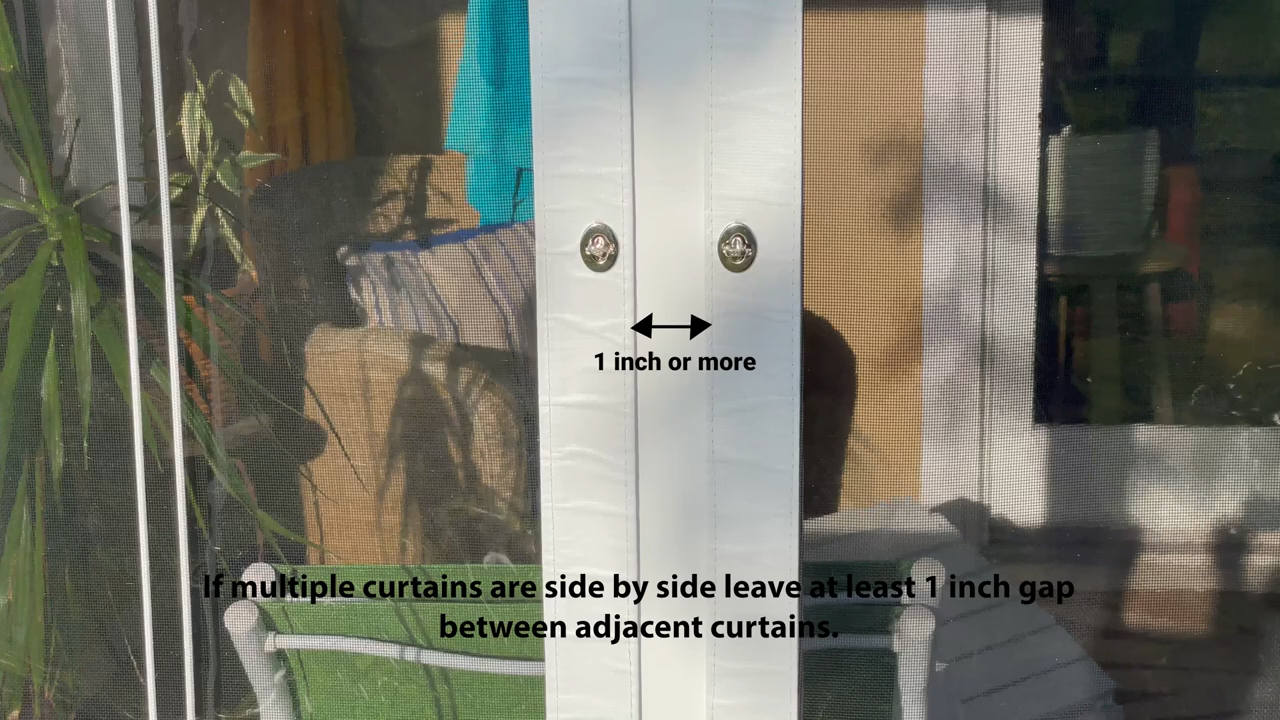 1 inch or more
If multiple curtains are side by side leave at least 1 inch gap
between adjacent curtains.